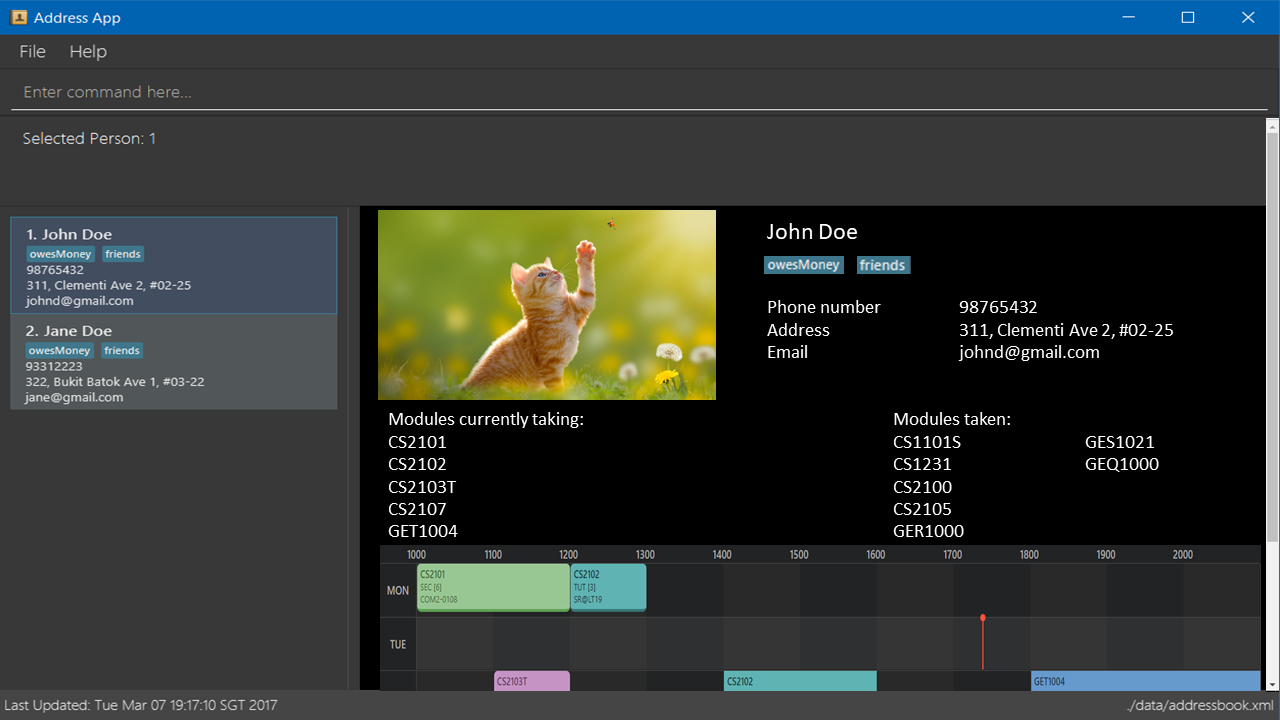 Address App
File Help
Enter command here...
Selected Person: 1
1. John Doe
owesMoney friends
98765432
311, Clementi Ave 2, #02-25
johnd@gmail.com
2. Jane Doe
owesMoney friends
93312223
322, Bukit Batok Ave 1, #03-22
jane@gmail.com
John Doe
owesMoney friends
Phone number 98765432
Address 311, Clementi Ave 2, #02-25
Email johnd@gmail.com
Modules currently taking:
CS2101
CS2102
CS2103T
CS2107
GET1004
Modules taken:
CS1101S GES1021
CS1231 GEQ1000
CS2100
CS2105
GER1000
1000 1100 1200 1300 1400 1500 1600 1700 1800 1900 2000
MON
CS2101
SEC [6]
COM2-0108
CS2102
TUT [3]
SR@LT19
TUE
CS2103T CS2102 GET1004
Last Updated: Tue Mar 07 19:17:10 SGT 2017 ./data/addressbook.xml